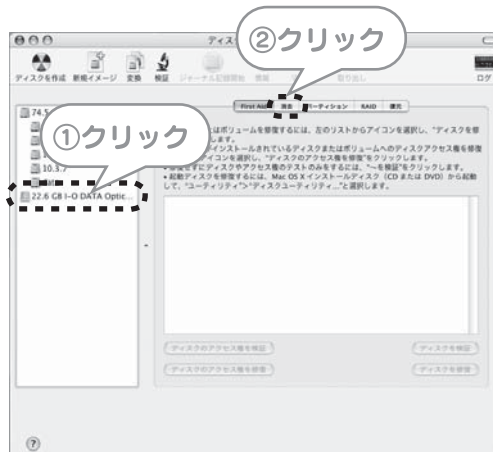 ②クリック
ディスクを作成 新規イメージ 変換 検証 ジャーナル記録開始
取り出し
ログ
74.5
First Aid 消去 パーティション RAID 復元
①クリック
はボリュームを修復するには、左のリストからアイコンを選択し、"ディスクを修
します。
インストールされているディスクまたはボリュームへのディスクアクセス権を修復
アイコンを選択し、"ディスクのアクセス権を修復"をクリックします。
10.3.7
修復せずにディスクやアクセス権のテストのみをするには、"〜を検証"をクリックします。
• 起動ディスクを修復するには、Mac OS X インストールディスク（CD または DVD）から起動
して、"ユーティリティ">"ディスクユーティリティ..."と選択します。
22.6 GB I-O DATA Optic...
ディスクのアクセス権を検証 ディスクを検証
ディスクのアクセス権を修復 ディスクを修復
?